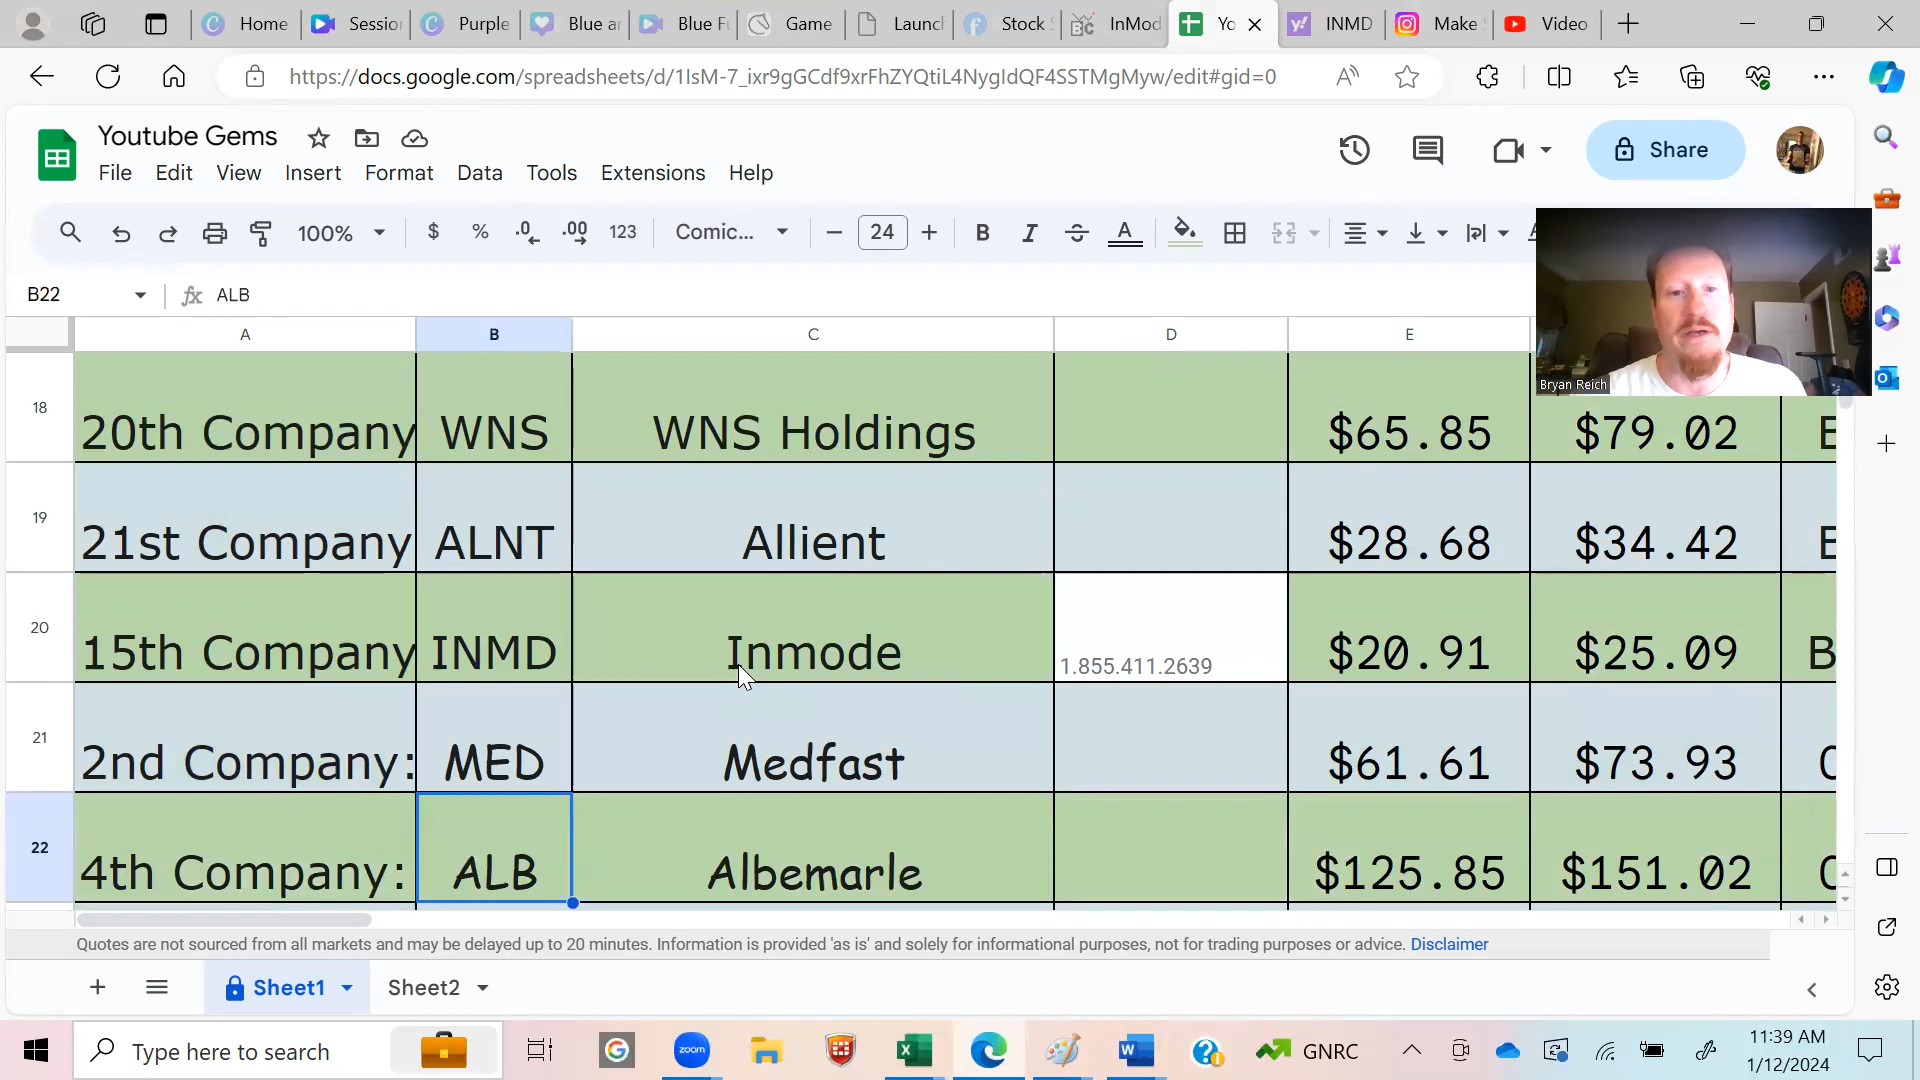 Home
Session
Purple
Blue an
Blue F
Game
Launch
Stock S
InMod
Yo
INMD
Make
Video
https://docs.google.com/spreadsheets/d/1IsM-7_ixr9gGCdf9xrFhZYQtiL4NygIdQF4SSTMgMyw/edit#gid=0
Youtube Gems
File Edit View Insert Format Data Tools Extensions Help
Share
100% $ % .0 .00 123 Comic... 24 B I A
B22 fx ALB
A B C D E
18 20th Company WNS WNS Holdings $65.85 $79.02 E
19 21st Company ALNT Allient $28.68 $34.42 E
20 15th Company INMD Inmode 1.855.411.2639 $20.91 $25.09 B
21 2nd Company: MED Medfast $61.61 $73.93
22 4th Company: ALB Albemarle $125.85 $151.02
Bryan Reich
Quotes are not sourced from all markets and may be delayed up to 20 minutes. Information is provided 'as is' and solely for informational purposes, not for trading purposes or advice. Disclaimer
Sheet1 Sheet2
Type here to search
zoom
GNRC
11:39 AM
1/12/2024